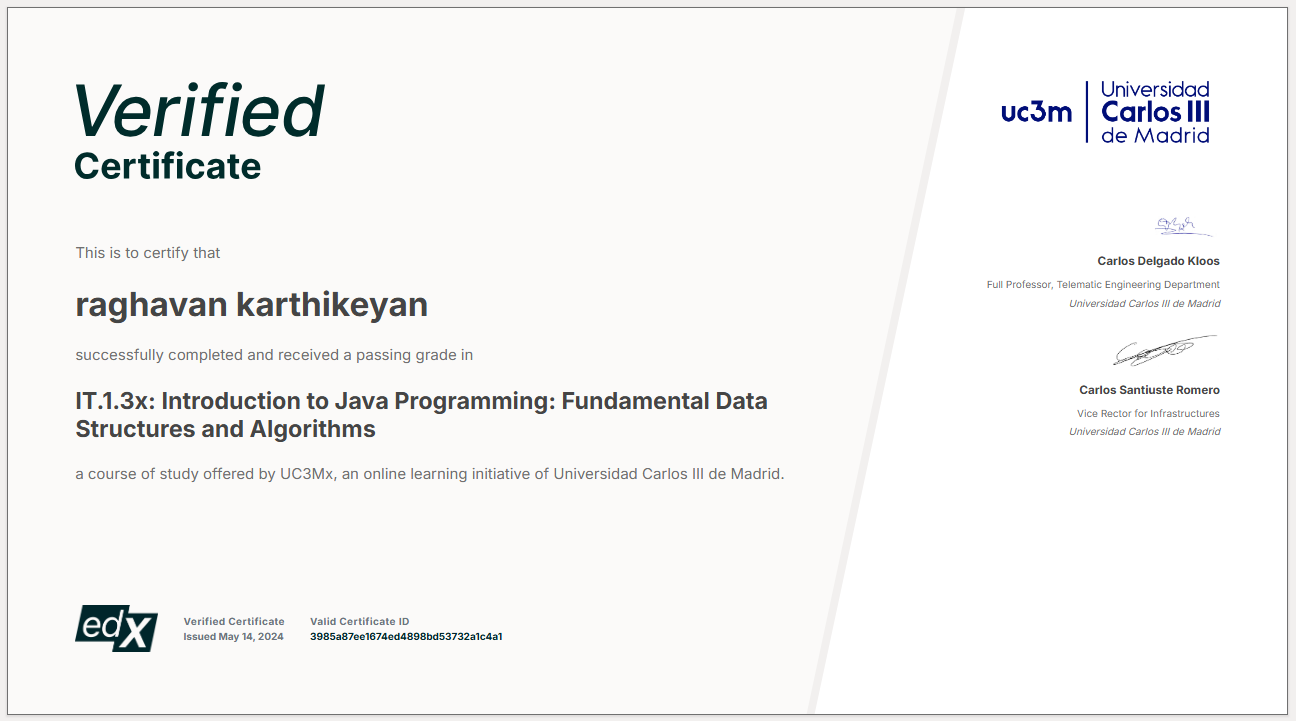 Verified
Certificate
This is to certify that
raghavan karthikeyan
successfully completed and received a passing grade in
IT.1.3x: Introduction to Java Programming: Fundamental Data
Structures and Algorithms
a course of study offered by UC3Mx, an online learning initiative of Universidad Carlos III de Madrid.
edX
Verified Certificate
Issued May 14, 2024
Valid Certificate ID
3985a87ee1674ed4898bd53732a1c4a1
uc3m
Universidad
Carlos III
de Madrid
Carlos Delgado Kloos
Full Professor, Telematic Engineering Department
Universidad Carlos III de Madrid
Carlos Santiuste Romero
Vice Rector for Infrastructures
Universidad Carlos III de Madrid